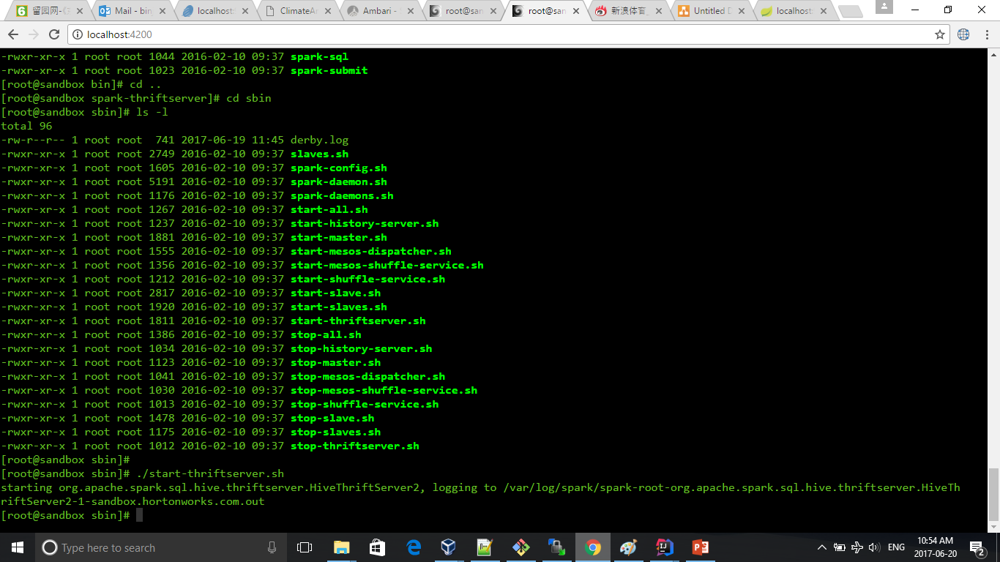 留园网-
Mail - bin
localhost:
ClimateAn
Ambari -
root@san
root@san
新浪体育_
Untitled D
localhost:
localhost:4200
-rwxr-xr-x 1 root root 1044 2016-02-10 09:37 spark-sql
-rwxr-xr-x 1 root root 1023 2016-02-10 09:37 spark-submit
[root@sandbox bin]# cd ..
[root@sandbox spark-thriftserver]# cd sbin
[root@sandbox sbin]# ls -l
total 96
-rw-r--r-- 1 root root  741 2017-06-19 11:45 derby.log
-rwxr-xr-x 1 root root 2749 2016-02-10 09:37 slaves.sh
-rwxr-xr-x 1 root root 1605 2016-02-10 09:37 spark-config.sh
-rwxr-xr-x 1 root root 5191 2016-02-10 09:37 spark-daemon.sh
-rwxr-xr-x 1 root root 1176 2016-02-10 09:37 spark-daemons.sh
-rwxr-xr-x 1 root root 1267 2016-02-10 09:37 start-all.sh
-rwxr-xr-x 1 root root 1237 2016-02-10 09:37 start-history-server.sh
-rwxr-xr-x 1 root root 1881 2016-02-10 09:37 start-master.sh
-rwxr-xr-x 1 root root 1555 2016-02-10 09:37 start-mesos-dispatcher.sh
-rwxr-xr-x 1 root root 1356 2016-02-10 09:37 start-mesos-shuffle-service.sh
-rwxr-xr-x 1 root root 1212 2016-02-10 09:37 start-shuffle-service.sh
-rwxr-xr-x 1 root root 2817 2016-02-10 09:37 start-slave.sh
-rwxr-xr-x 1 root root 1920 2016-02-10 09:37 start-slaves.sh
-rwxr-xr-x 1 root root 1811 2016-02-10 09:37 start-thriftserver.sh
-rwxr-xr-x 1 root root 1386 2016-02-10 09:37 stop-all.sh
-rwxr-xr-x 1 root root 1034 2016-02-10 09:37 stop-history-server.sh
-rwxr-xr-x 1 root root 1123 2016-02-10 09:37 stop-master.sh
-rwxr-xr-x 1 root root 1041 2016-02-10 09:37 stop-mesos-dispatcher.sh
-rwxr-xr-x 1 root root 1030 2016-02-10 09:37 stop-mesos-shuffle-service.sh
-rwxr-xr-x 1 root root 1013 2016-02-10 09:37 stop-shuffle-service.sh
-rwxr-xr-x 1 root root 1478 2016-02-10 09:37 stop-slave.sh
-rwxr-xr-x 1 root root 1175 2016-02-10 09:37 stop-slaves.sh
-rwxr-xr-x 1 root root 1012 2016-02-10 09:37 stop-thriftserver.sh
[root@sandbox sbin]#
[root@sandbox sbin]# ./start-thriftserver.sh
starting org.apache.spark.sql.hive.thriftserver.HiveThriftServer2, logging to /var/log/spark/spark-root-org.apache.spark.sql.hive.thriftserver.HiveTh
riftServer2-1-sandbox.hortonworks.com.out
[root@sandbox sbin]#
Type here to search
ENG
10:54 AM
2017-06-20
2